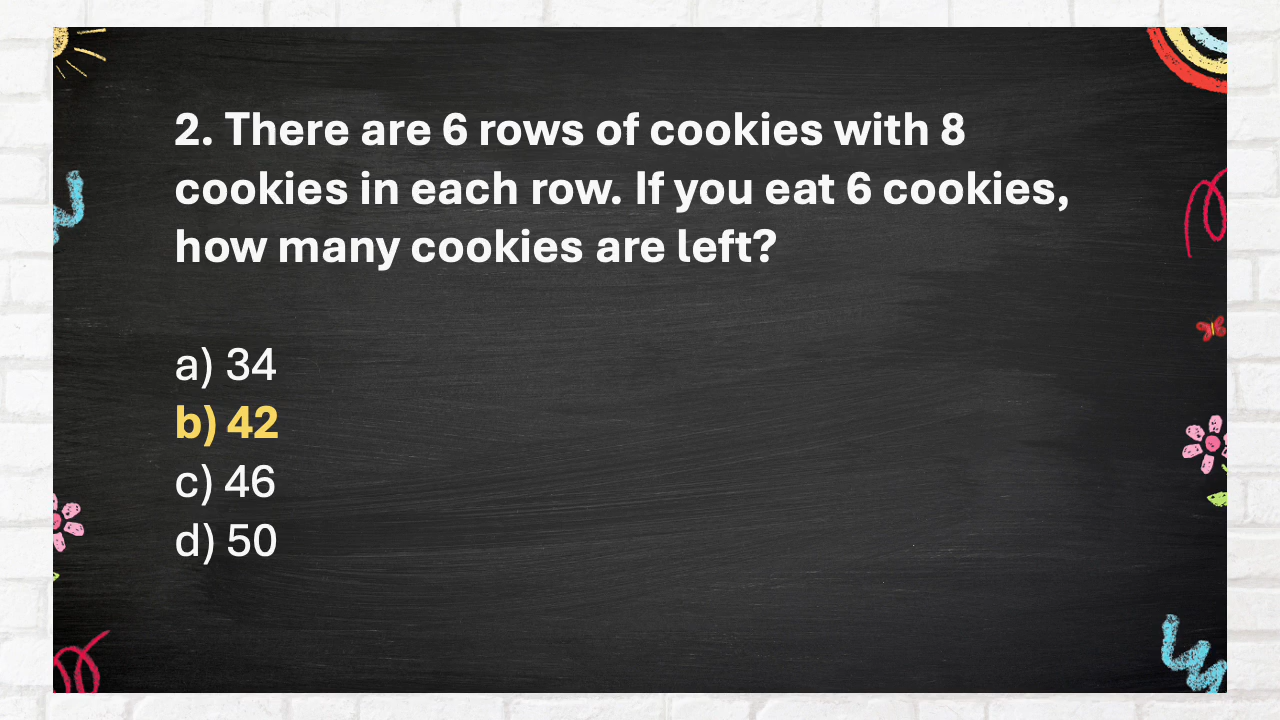 2. There are 6 rows of cookies with 8
cookies in each row. If you eat 6 cookies,
how many cookies are left?
a) 34
b) 42
c) 46
d) 50